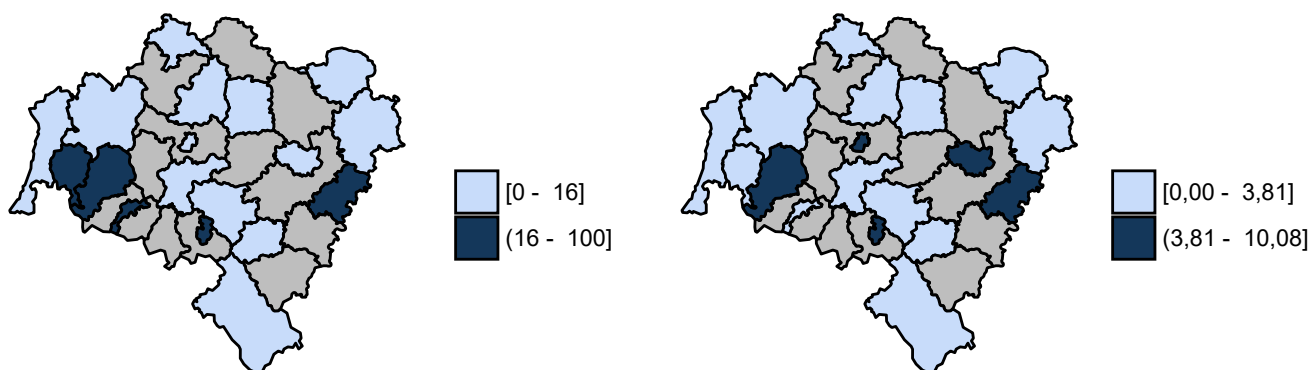 [0 - 16]
(16 - 100]
[0,00 - 3,81]
(3,81 - 10,08]